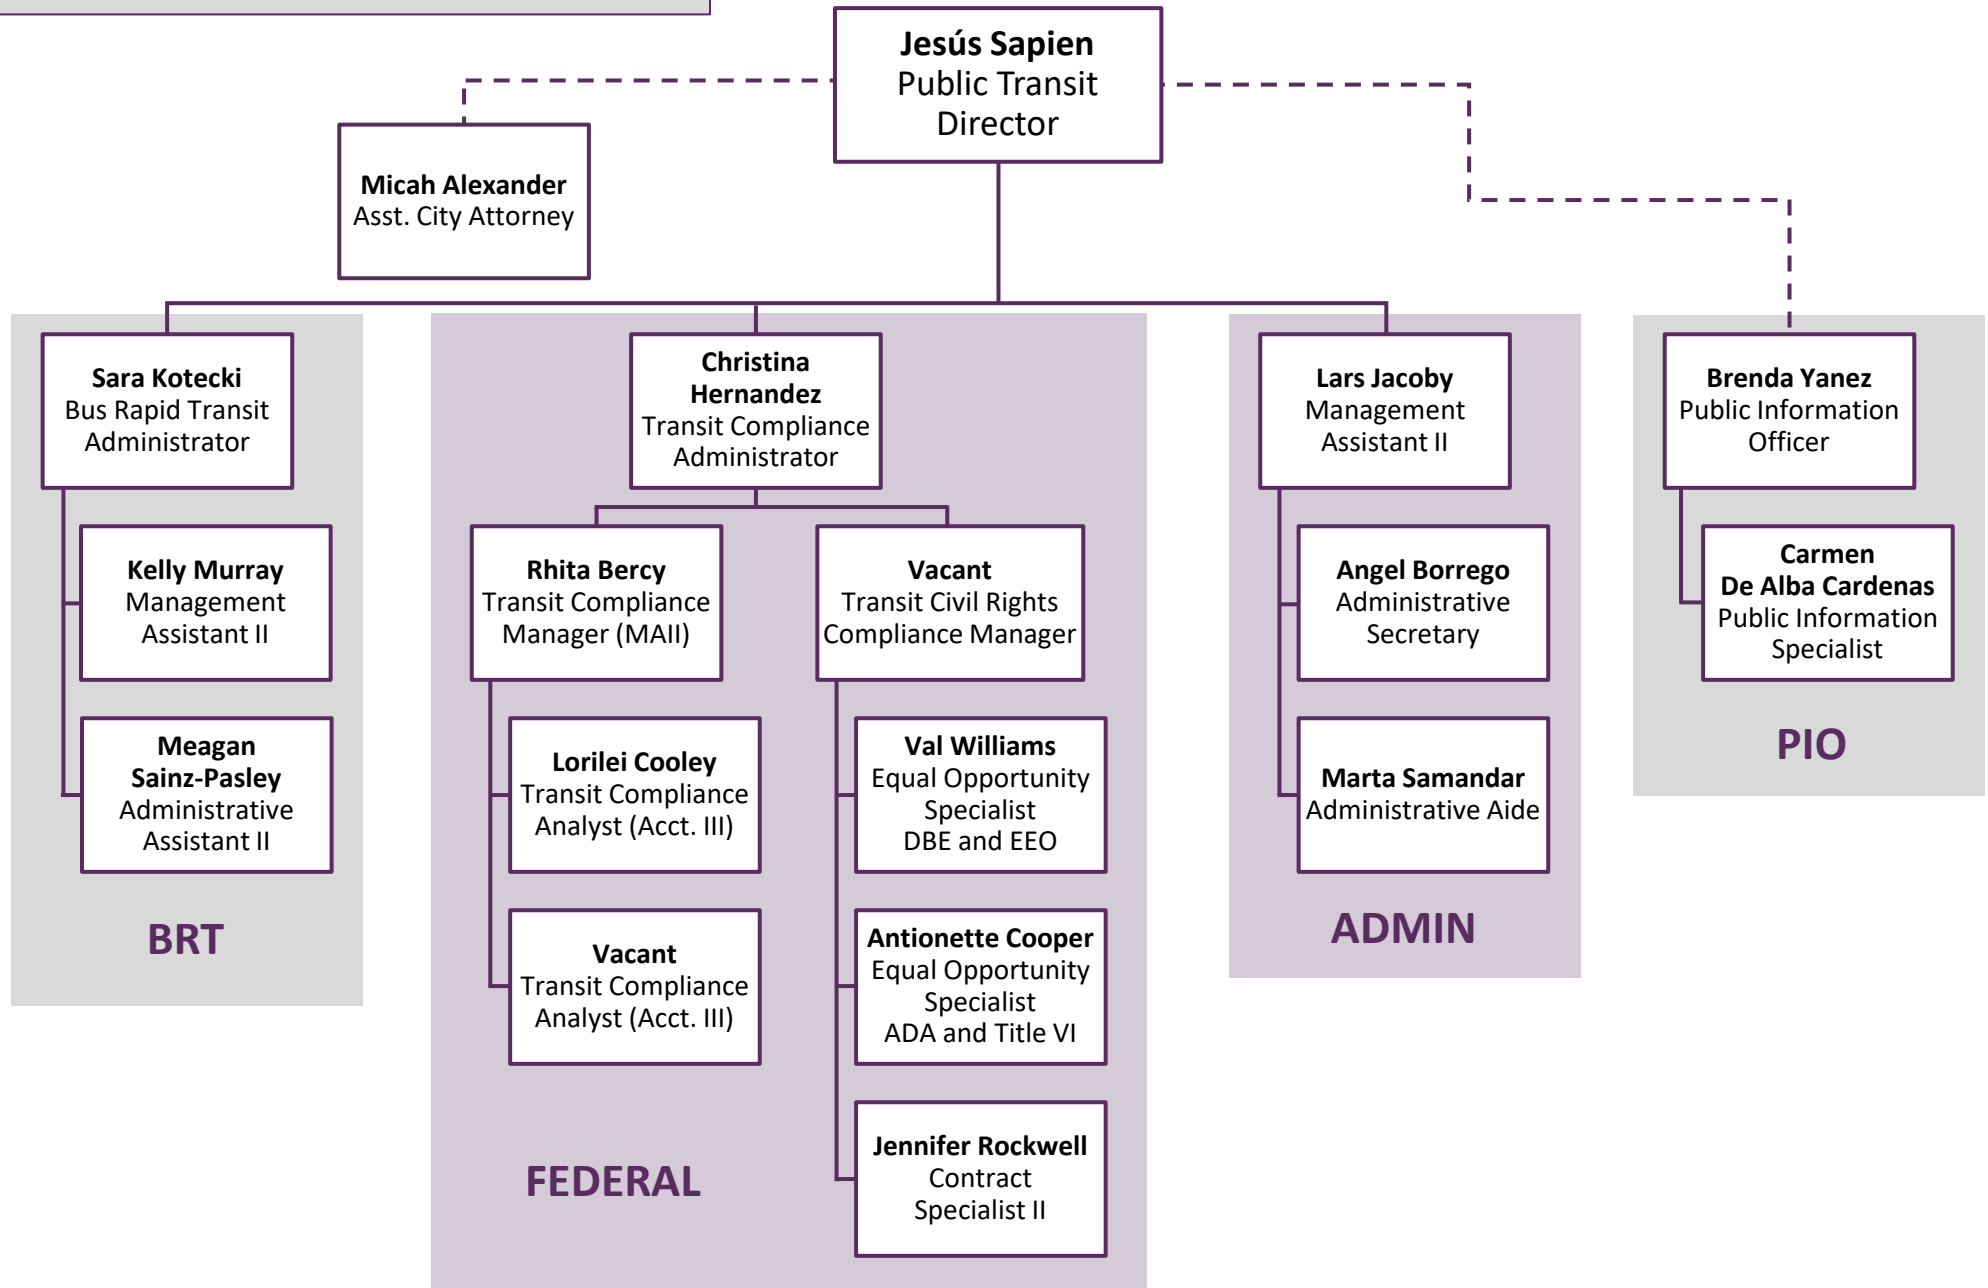 Jesús Sapien
Public Transit
Director
Micah Alexander
Asst. City Attorney
Sara Kotecki
Bus Rapid Transit
Administrator
Kelly Murray
Management
Assistant II
Meagan
Sainz-Pasley
Administrative
Assistant II
BRT
Christina
Hernandez
Transit Compliance
Administrator
Rhita Bercy
Transit Compliance
Manager (MAII)
Lorilei Cooley
Transit Compliance
Analyst (Acct. III)
Vacant
Transit Compliance
Analyst (Acct. III)
Vacant
Transit Civil Rights
Compliance Manager
Val Williams
Equal Opportunity
Specialist
DBE and EEO
Antionette Cooper
Equal Opportunity
Specialist
ADA and Title VI
Jennifer Rockwell
Contract
Specialist II
FEDERAL
Lars Jacoby
Management
Assistant II
Angel Borrego
Administrative
Secretary
Marta Samandar
Administrative Aide
ADMIN
Brenda Yanez
Public Information
Officer
Carmen
De Alba Cardenas
Public Information
Specialist
PIO